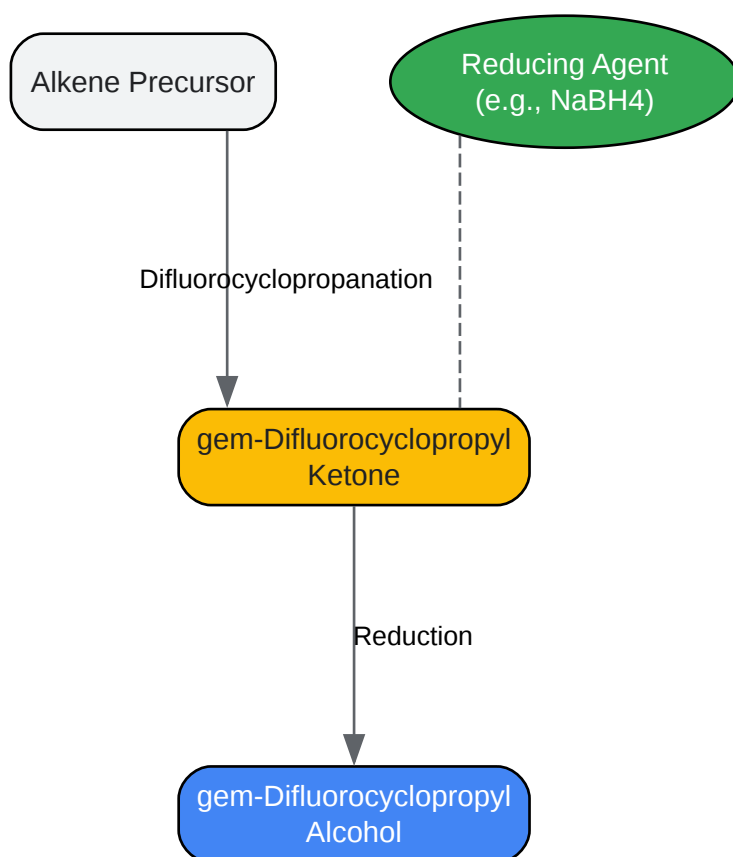 Alkene Precursor
Reducing Agent
(e.g., NaBH4)
Difluorocyclopropanation
gem-Difluorocyclopropyl
Ketone
Reduction
gem-Difluorocyclopropyl
Alcohol